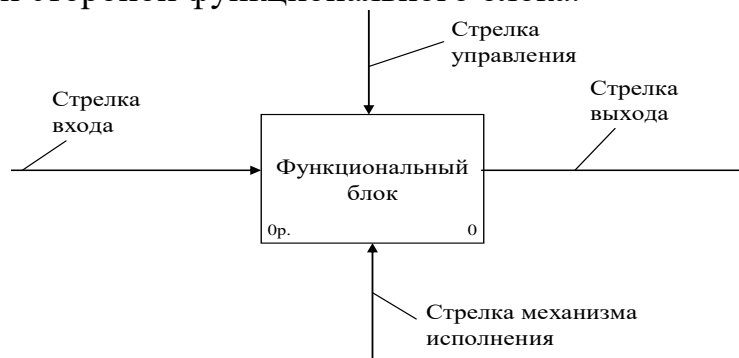 стороной функционального блока.
Стрелка
управления
Стрелка
входа
Стрелка
выхода
Функциональный
блок
0р.
0
Стрелка механизма
исполнения